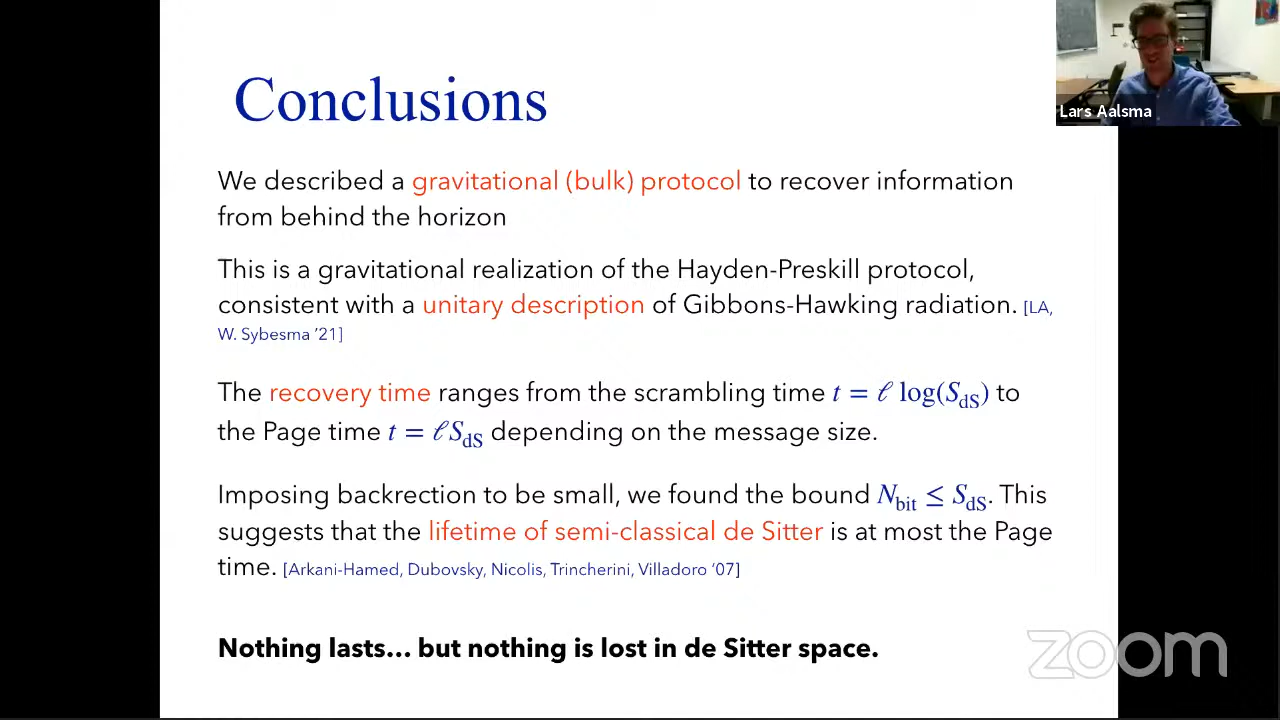 Conclusions
Lars Aalsma
We described a gravitational (bulk) protocol to recover information
from behind the horizon
This is a gravitational realization of the Hayden-Preskill protocol,
consistent with a unitary description of Gibbons-Hawking radiation. [LA,
W. Sybesma ’21]
The recovery time ranges from the scrambling time t = ℓ log(S_dS) to
the Page time t = ℓS_dS depending on the message size.
Imposing backrection to be small, we found the bound N_bit ≤ S_dS. This
suggests that the lifetime of semi-classical de Sitter is at most the Page
time. [Arkani-Hamed, Dubovsky, Nicolis, Trincherini, Villadoro ’07]
Nothing lasts... but nothing is lost in de Sitter space.
zoom